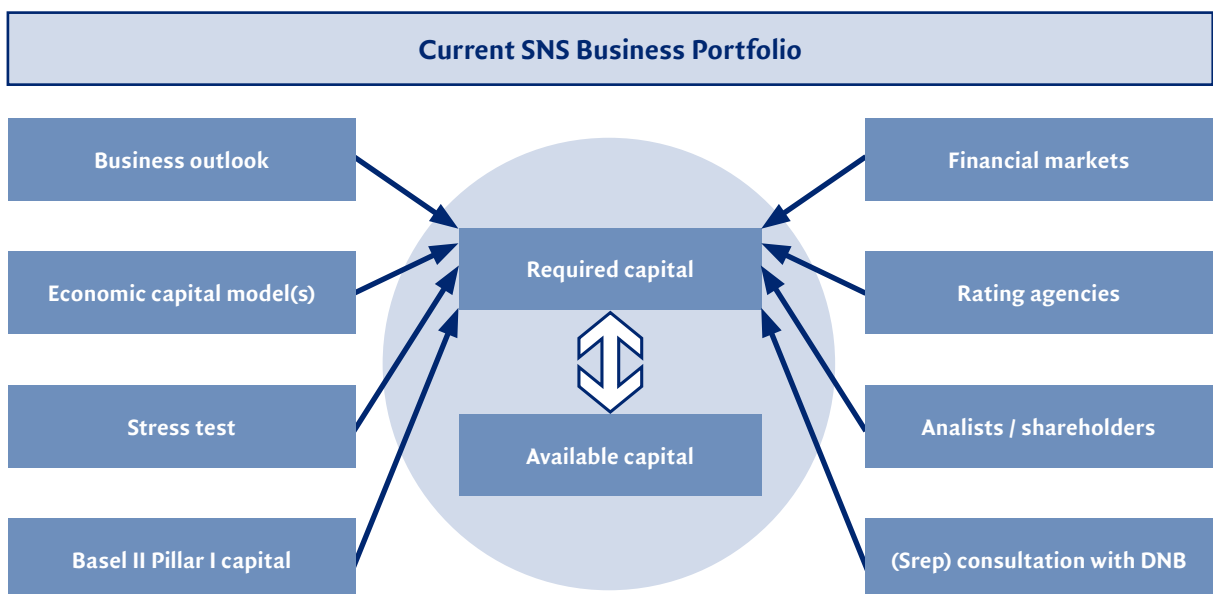 Current SNS Business Portfolio
Business outlook
Financial markets
Required capital
Economic capital model(s)
Rating agencies
Stress test
Analists / shareholders
Available capital
Basel II Pillar I capital
(Srep) consultation with DNB